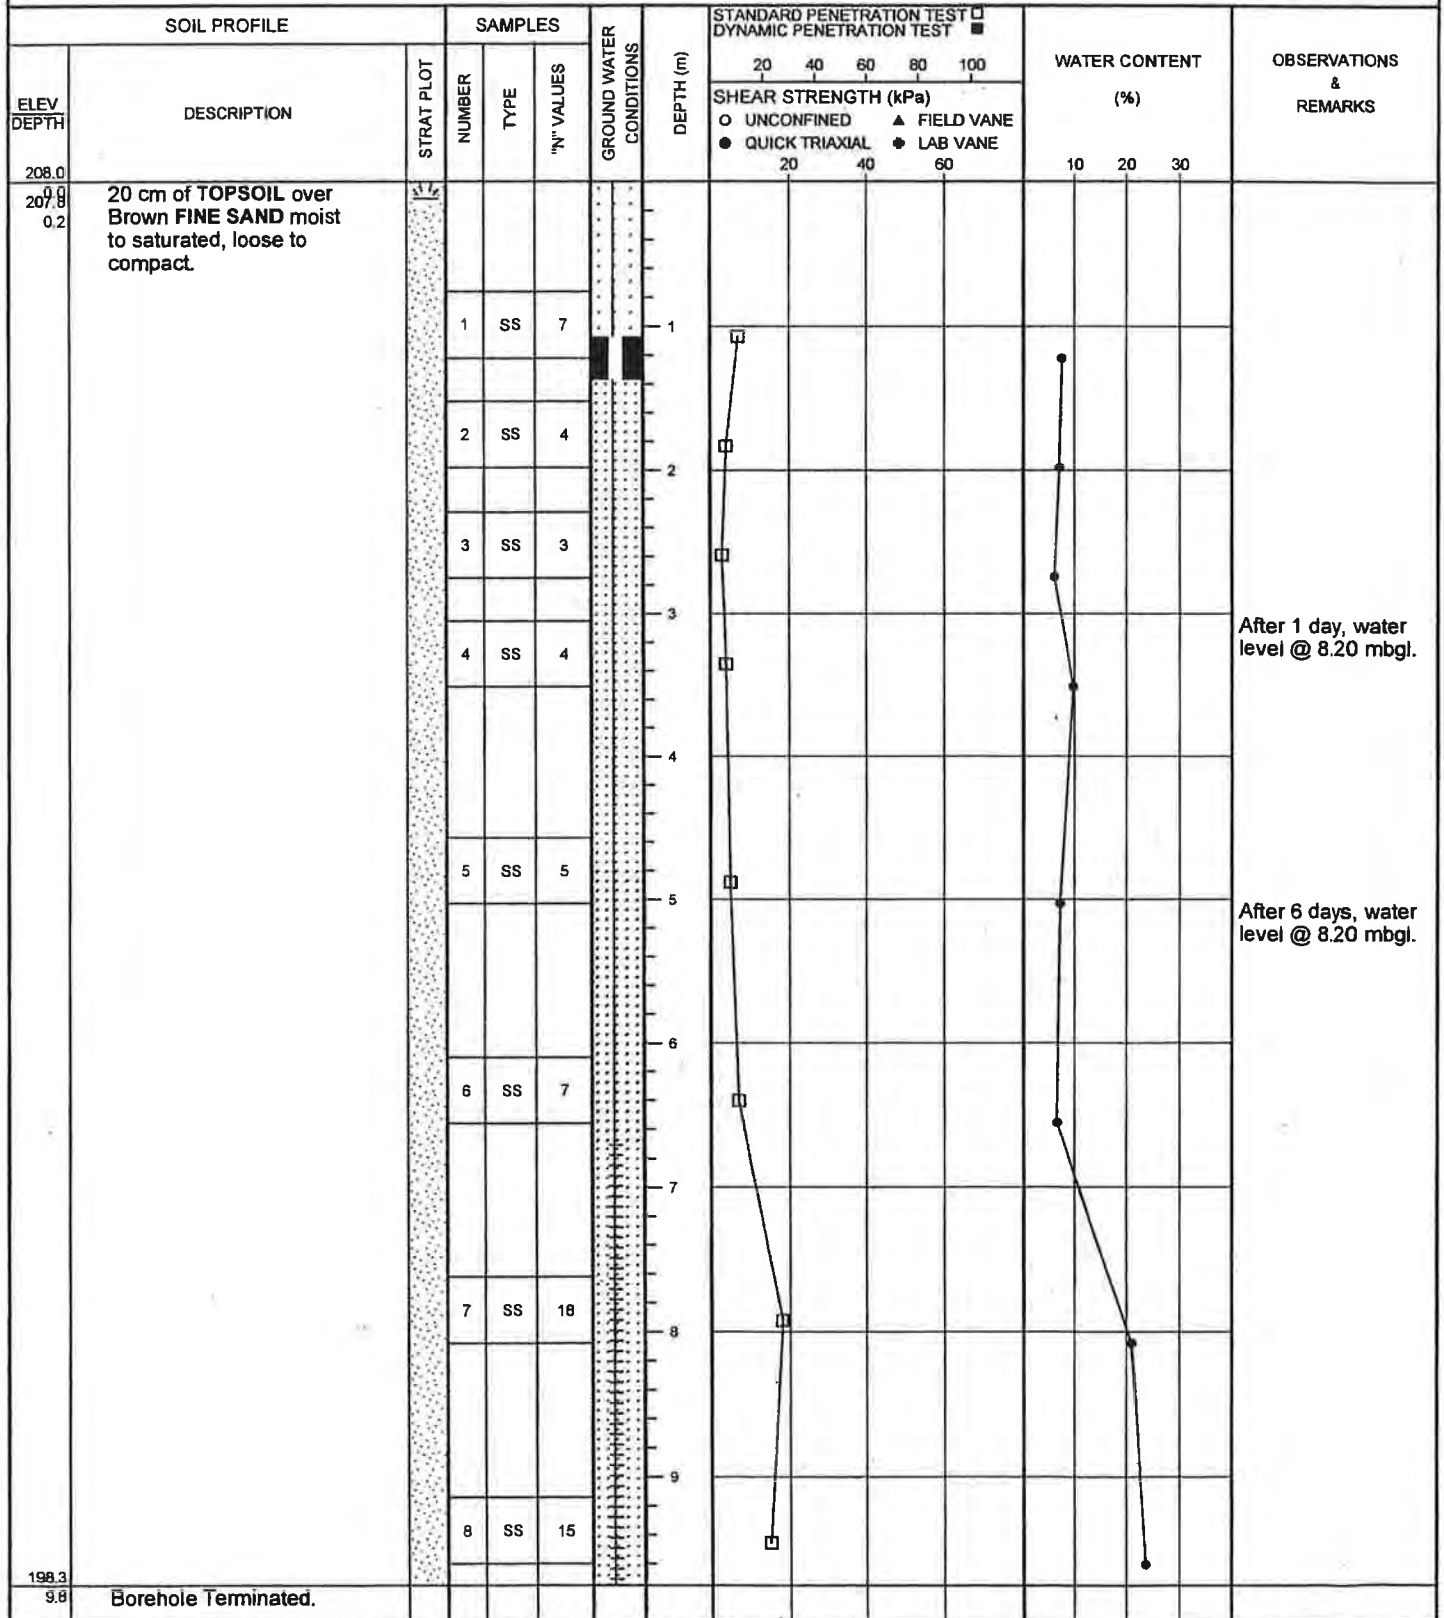 SOIL PROFILE
SAMPLES
GROUND WATER
CONDITIONS
DEPTH (m)
STANDARD PENETRATION TEST
DYNAMIC PENETRATION TEST
20 40 60 80 100
SHEAR STRENGTH (kPa)
UNCONFINED FIELD VANE
QUICK TRIAXIAL LAB VANE
20 40 60
WATER CONTENT
(%)
10 20 30
OBSERVATIONS
&
REMARKS
ELEV
DEPTH
DESCRIPTION
STRAT PLOT
NUMBER
TYPE
"N" VALUES
208.0
0.0
207.8
0.2
20 cm of TOPSOIL over
Brown FINE SAND moist
to saturated, loose to
compact.
1 SS 7
1
2 SS 4
2
3 SS 3
3
After 1 day, water
level @ 8.20 mbgl.
4 SS 4
4
5 SS 5
5
After 6 days, water
level @ 8.20 mbgl.
6
6 SS 7
7
7 SS 18
8
9
8 SS 15
198.3
9.8
Borehole Terminated.